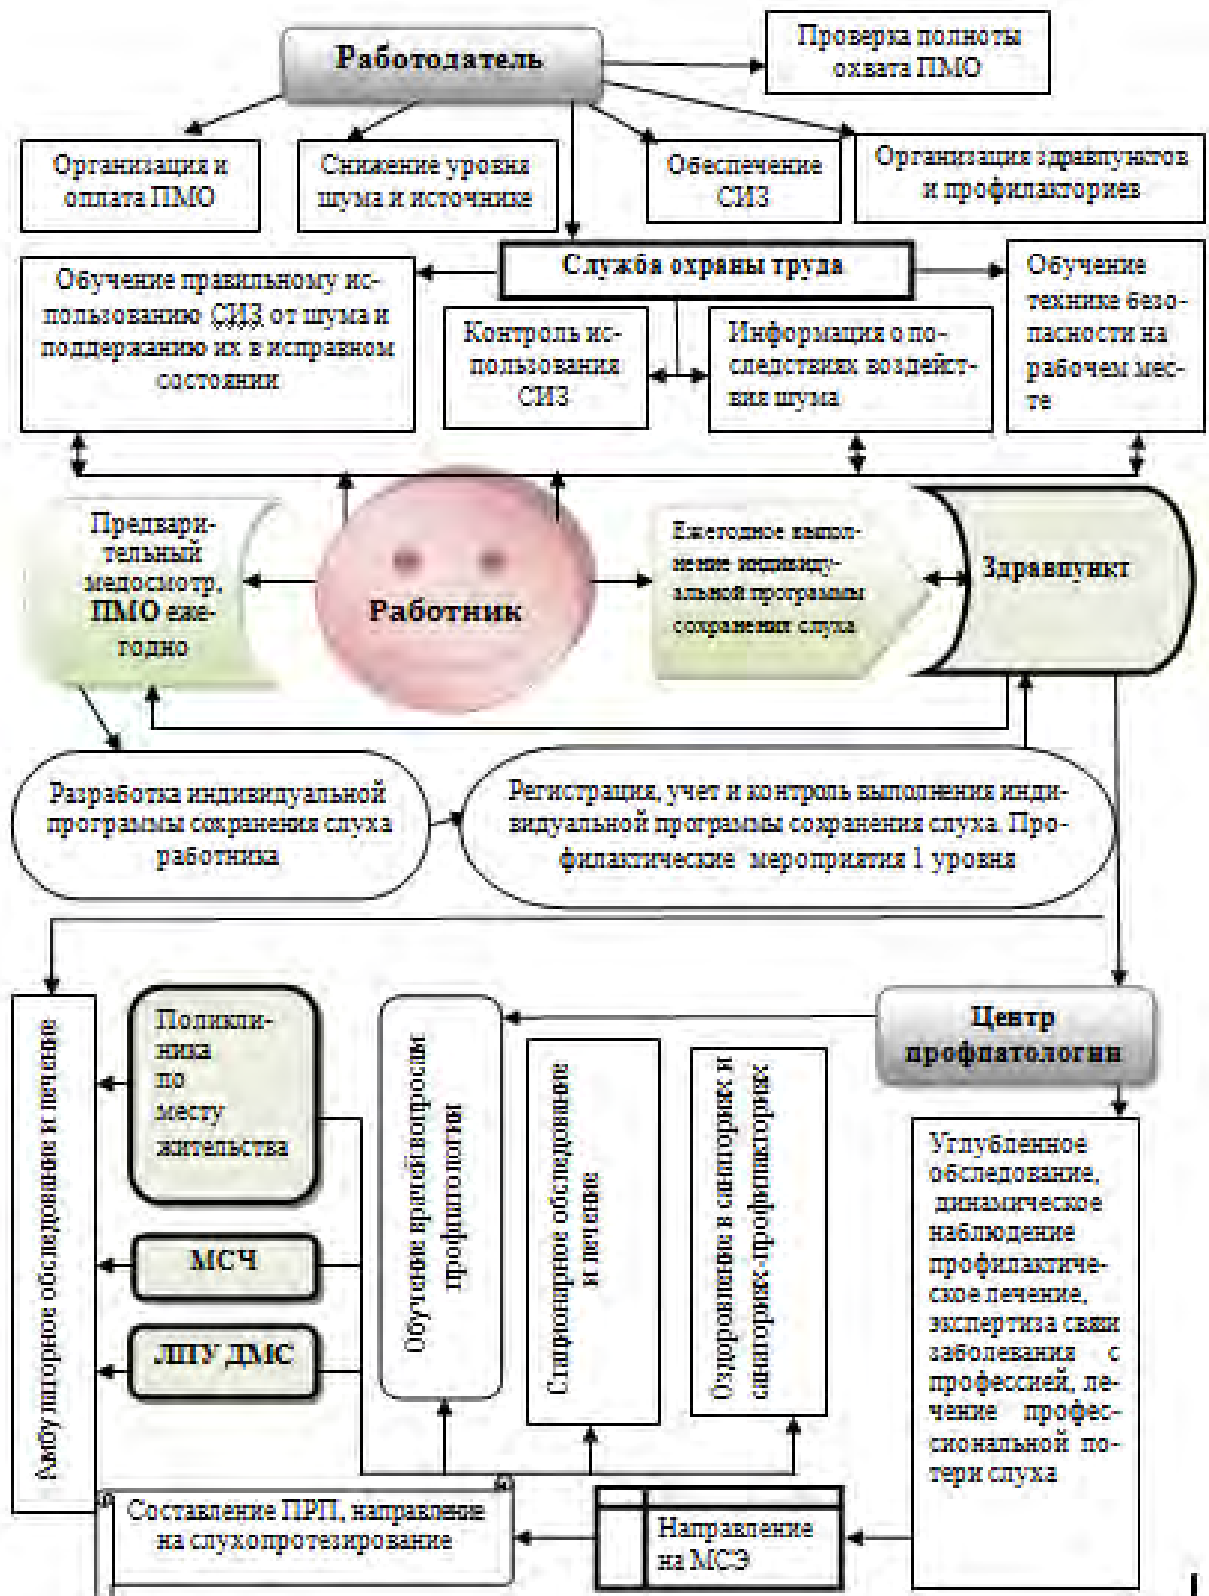 Работодатель
Проверка полноты
охвата ПМО
Организация и
оплата ПМО
Снижение уровня
шума и источнике
Обеспечение
СИЗ
Организация здравпунктов
и профилакториев
Служба охраны труда
Обучение правильному ис-
пользованию СИЗ от шума и
поддержанию их в исправном
состоянии
Контроль ис-
пользования
СИЗ
Информация о по-
следствиях воздейст-
вия шума
Обучение
технике безо-
пасности на
рабочем мес-
те
Предвари-
тельный
медосмотр,
ПМО еже-
годно
Работник
Ежегодное выпол-
нение индивиду-
альной программы
сохранения слуха
Здравпункт
Разработка индивидуальной
программы сохранения слуха
работника
Регистрация, учет и контроль выполнения инди-
видуальной программы сохранения слуха. Про-
филактические мероприятия 1 уровня
Амбулаторное обследование и лечение
Поликли-
ника
по
месту
жительства
МСЧ
ЛПУ ДМС
Обучение врачей вопросы
профпатологии
Стационарное обследование
и лечение
Оздоровление в санаториях и
санаториях-профилакториях
Центр
профпатологии
Углубленное
обследование,
динамическое
наблюдение
профилактиче-
ское лечение,
экспертиза связи
заболевания с
профессией, ле-
чение профес-
сиональной по-
тери слуха
Составление ПРП, направление
на слухопротезирование
Направление
на МСЭ